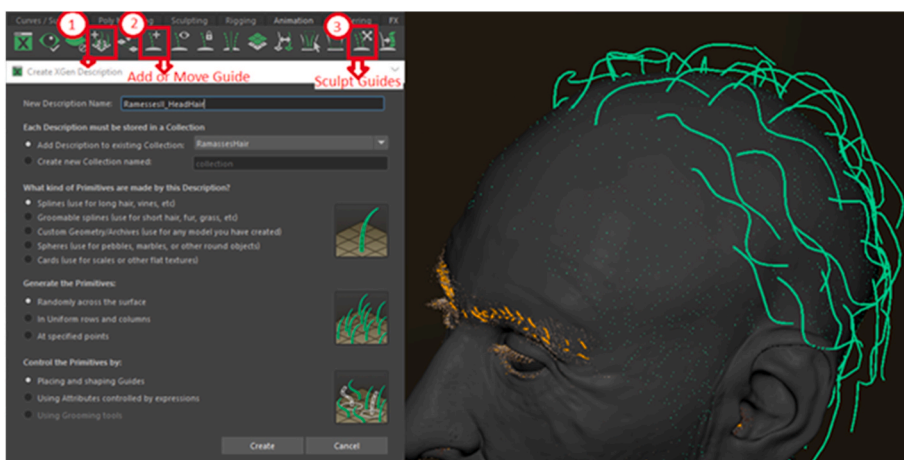 Curves / Su
Sculpting
Rigging
Animation
FX
1
2
3
Create XGen Description
Add or Move Guide
Sculpt Guides
New Description Name: RamessesII_HeadHair
Each Description must be stored in a Collection
Add Description to existing Collection: RamassesHair
Create new Collection named: collection
What kind of Primitives are made by this Description?
Splines (use for long hair, vines, etc)
Groomable splines (use for short hair, fur, grass, etc)
Custom Geometry/Archives (use for any model you have created)
Spheres (use for pebbles, marbles, or other round objects)
Cards (use for scales or other flat textures)
Generate the Primitives:
Randomly across the surface
In Uniform rows and columns
At specified points
Control the Primitives by:
Placing and shaping Guides
Using Attributes controlled by expressions
Using Grooming tools
Create
Cancel